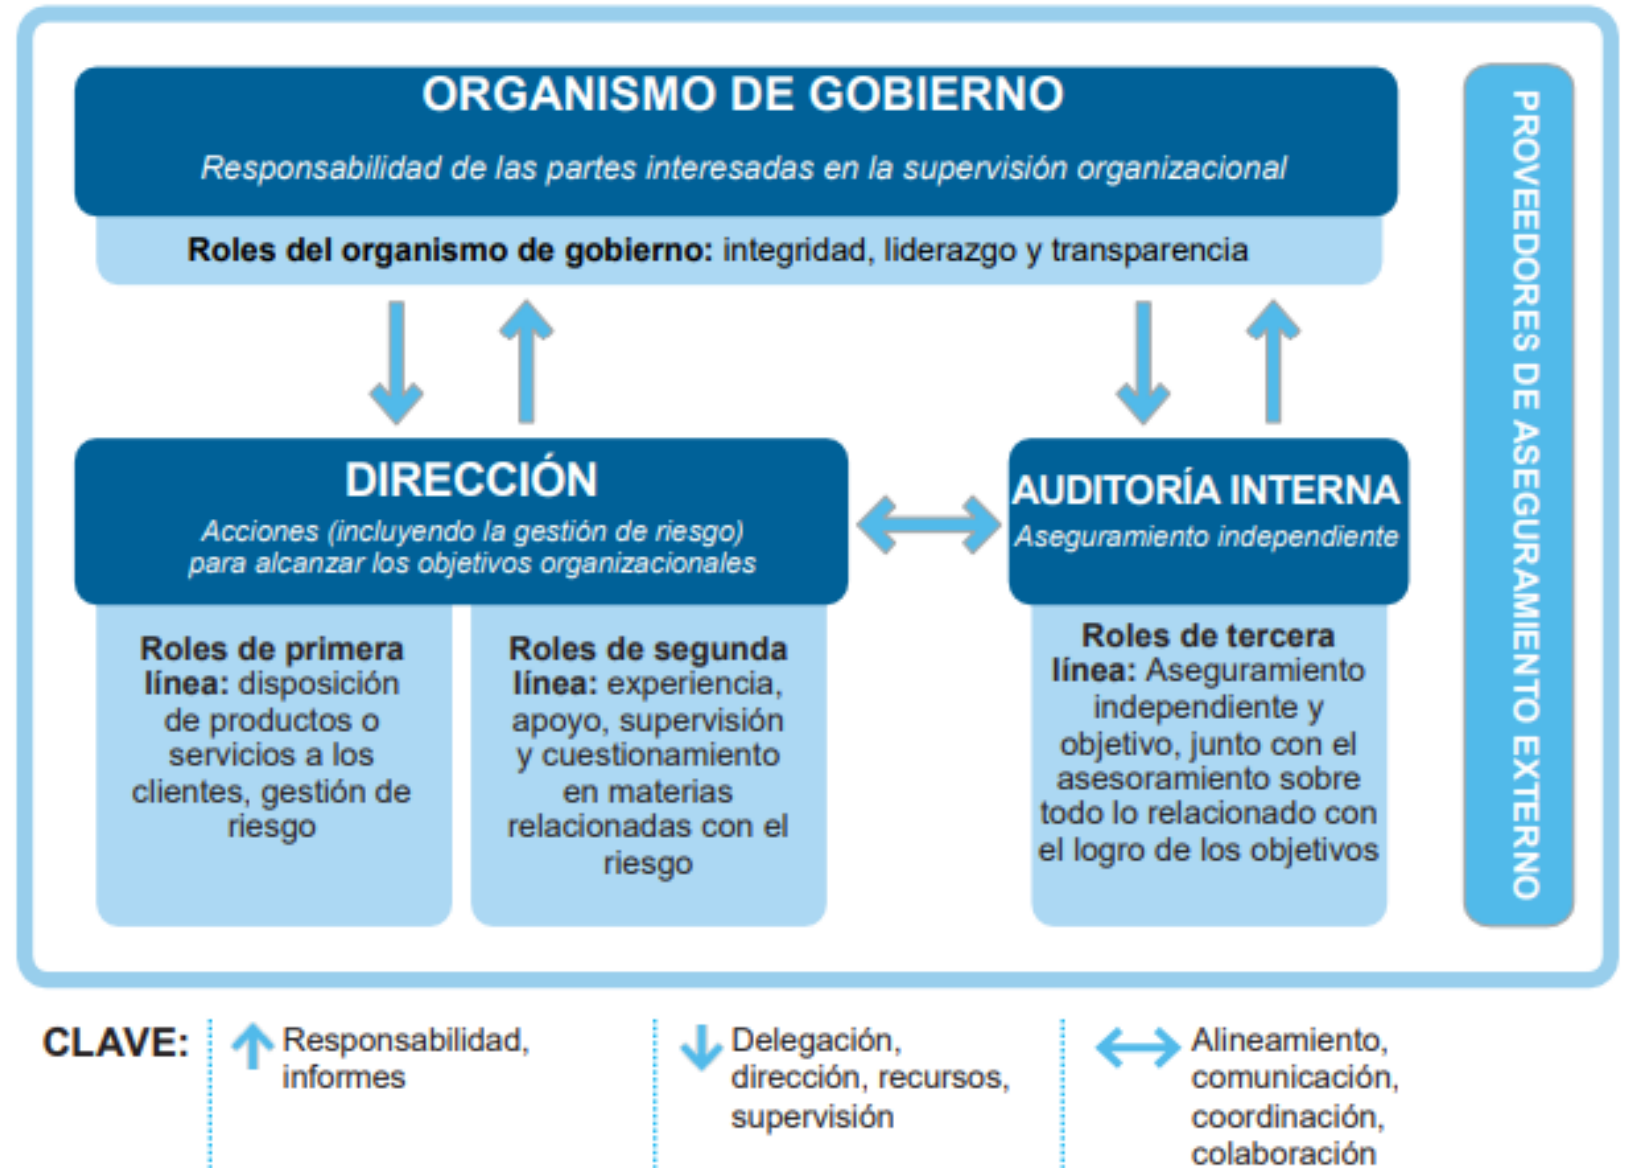 ORGANISMO DE GOBIERNO
Responsabilidad de las partes interesadas en la supervisión organizacional
Roles del organismo de gobierno: integridad, liderazgo y transparencia
DIRECCIÓN
Acciones (incluyendo la gestión de riesgo)
para alcanzar los objetivos organizacionales
Roles de primera
línea: disposición
de productos o
servicios a los
clientes, gestión de
riesgo
Roles de segunda
línea: experiencia,
apoyo, supervisión
y cuestionamiento
en materias
relacionadas con el
riesgo
AUDITORÍA INTERNA
Aseguramiento independiente
Roles de tercera
línea: Aseguramiento
independiente y
objetivo, junto con el
asesoramiento sobre
todo lo relacionado con
el logro de los objetivos
PROVEEDORES DE ASEGURAMIENTO EXTERNO
CLAVE:
Responsabilidad,
informes
Delegación,
dirección, recursos,
supervisión
Alineamiento,
comunicación,
coordinación,
colaboración